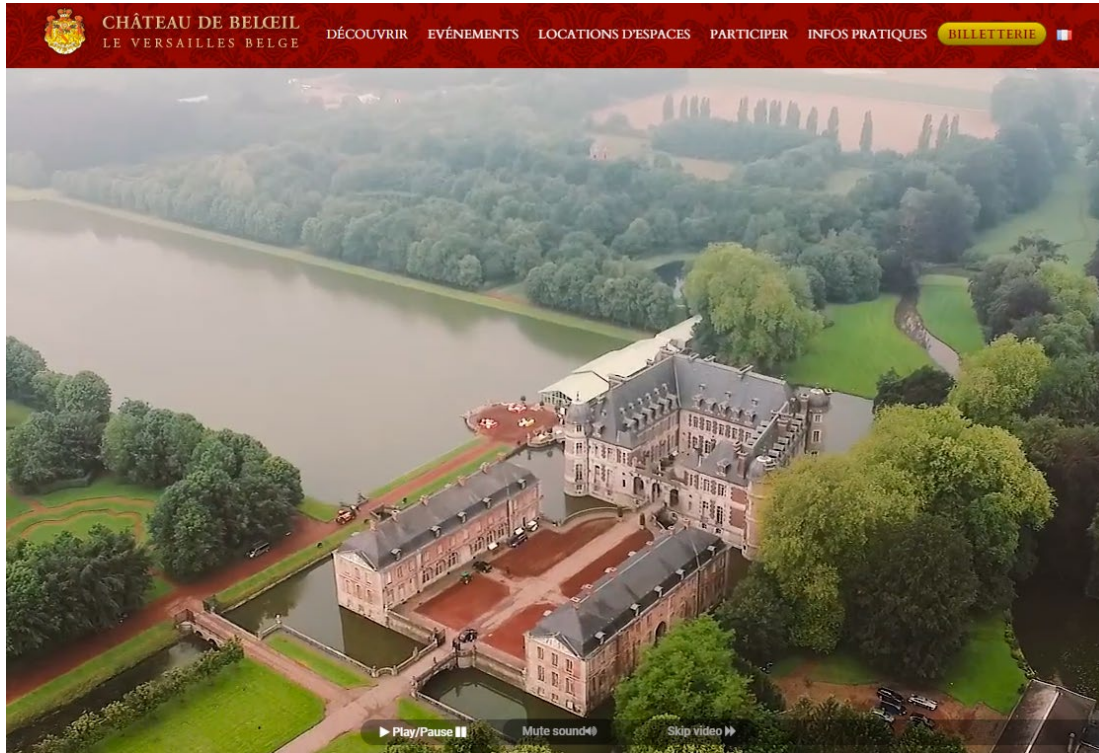 CHÂTEAU DE BELŒIL
LE VERSAILLES BELGE
DÉCOUVRIR EVÉNEMENTS LOCATIONS D'ESPACES PARTICIPER INFOS PRATIQUES BILLETTERIE
Play/Pause Mute sound Skip video